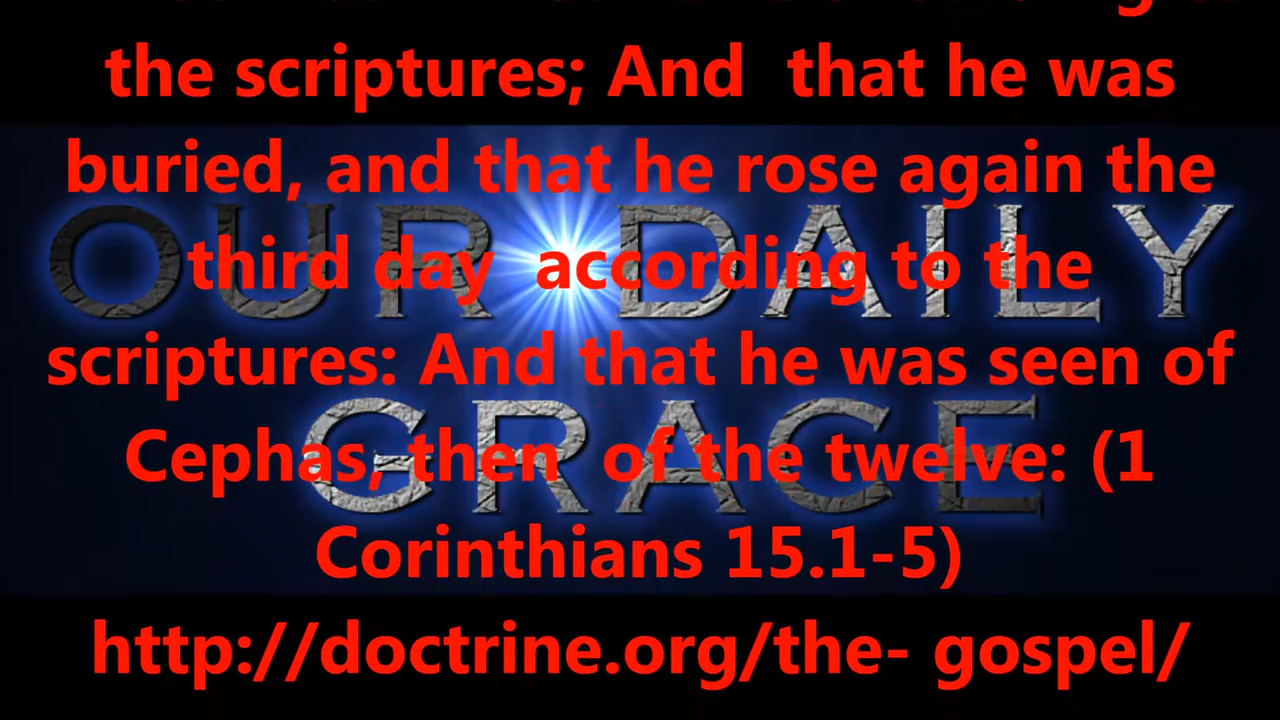 the scriptures; And that he was
buried, and that he rose again the
third day according to the
scriptures: And that he was seen of
Cephas, then of the twelve: (1
Corinthians 15.1-5)
http://doctrine.org/the- gospel/
OUR DAILY
GRACE